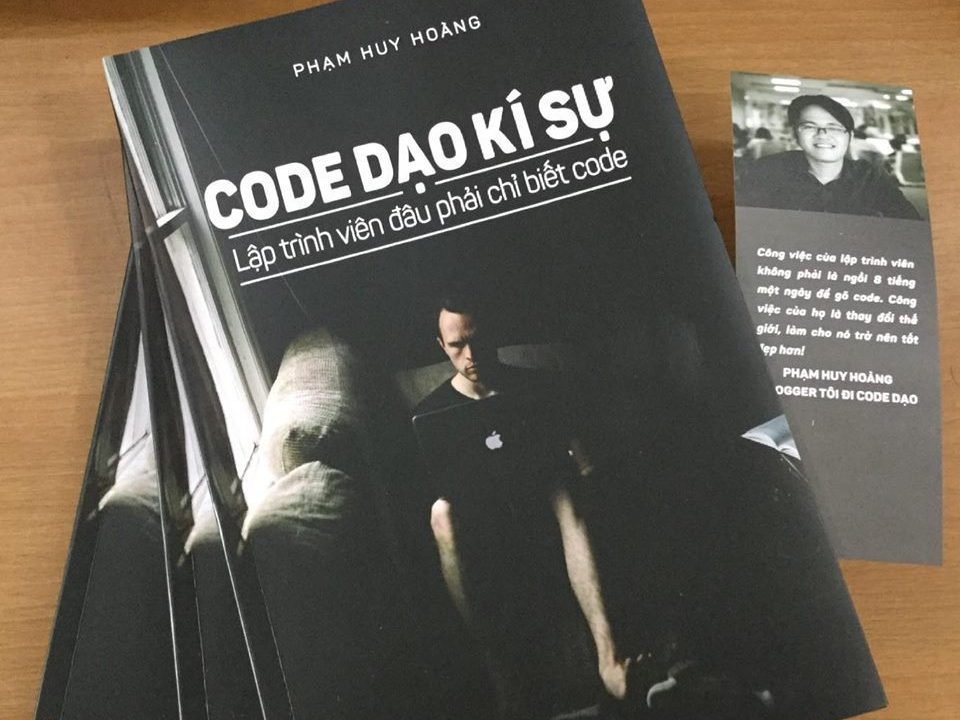 PHẠM HUY HOÀNG
CODE DẠO KÍ SỰ
Lập trình viên đâu phải chỉ biết code
Công việc của lập trình viên
không phải là ngồi 8 tiếng
một ngày để gõ code. Công
việc của họ là thay đổi thế
giới, làm cho nó trở nên tốt
đẹp hơn!
PHẠM HUY HOÀNG
OGGER TÔI ĐI CODE DẠO